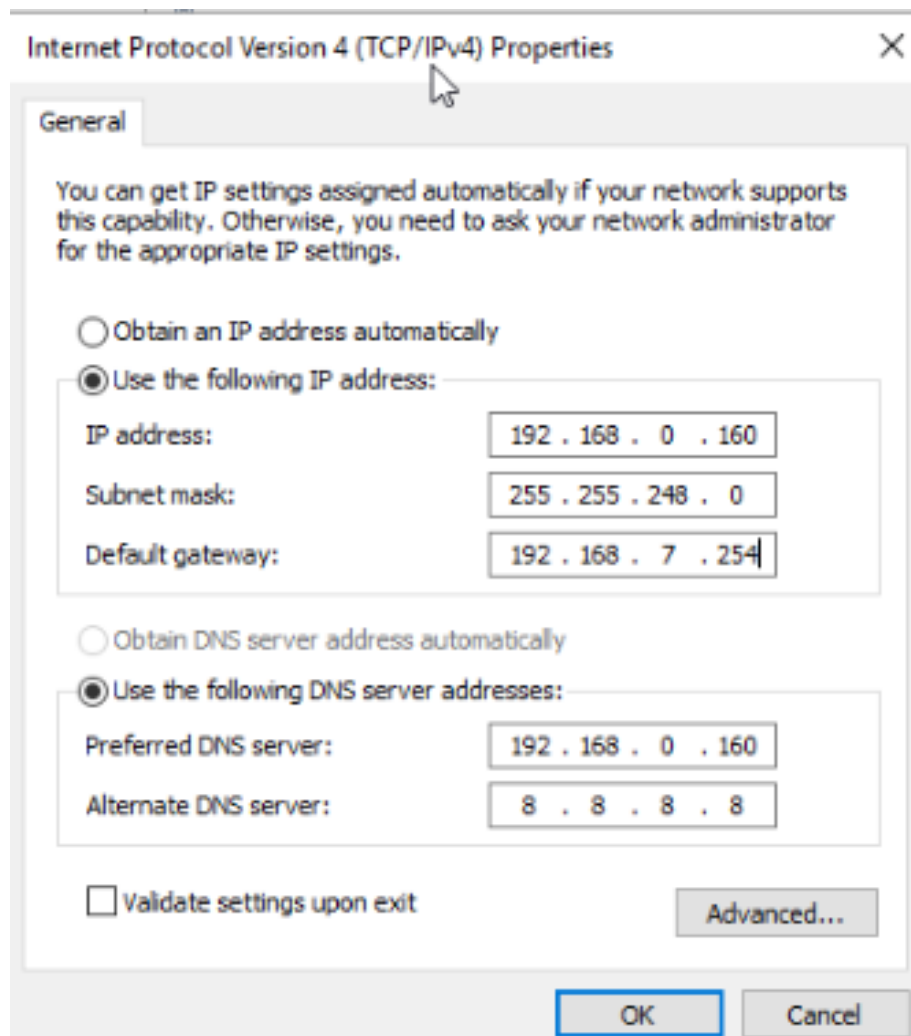 Internet Protocol Version 4 (TCP/IPv4) Properties
General
You can get IP settings assigned automatically if your network supports
this capability. Otherwise, you need to ask your network administrator
for the appropriate IP settings.
Obtain an IP address automatically
Use the following IP address:
IP address: 192 . 168 . 0 . 160
Subnet mask: 255 . 255 . 248 . 0
Default gateway: 192 . 168 . 7 . 254
Obtain DNS server address automatically
Use the following DNS server addresses:
Preferred DNS server: 192 . 168 . 0 . 160
Alternate DNS server: 8 . 8 . 8 . 8
Validate settings upon exit
Advanced...
OK Cancel